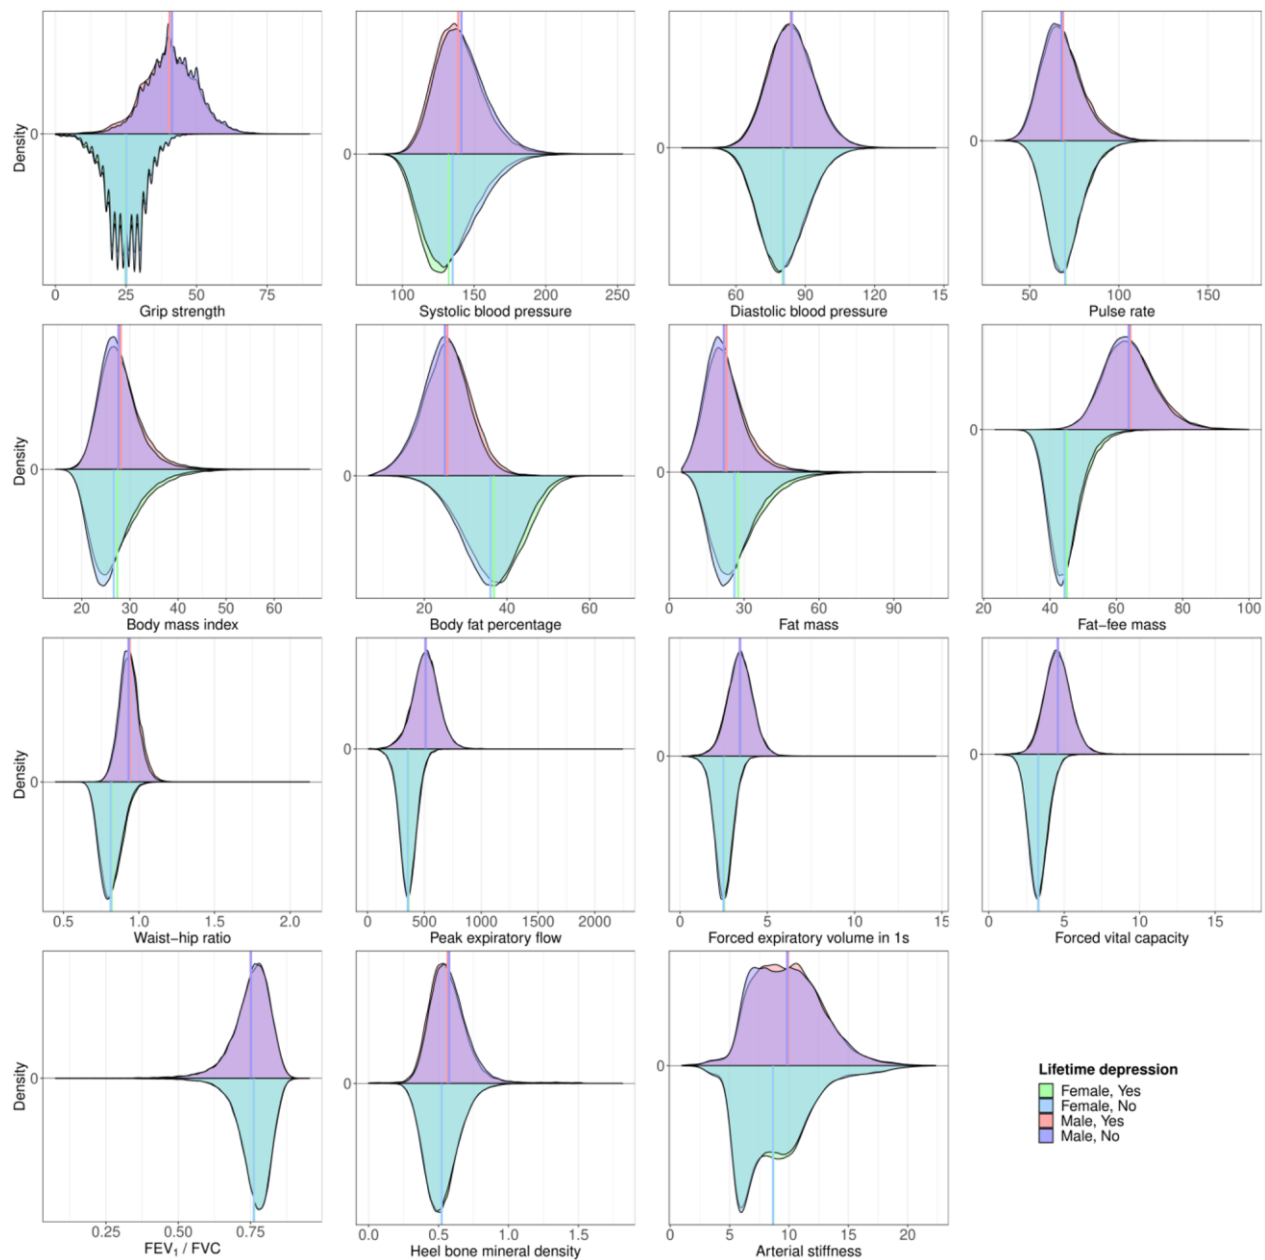 Density
0
0
0
0
0 25 50 75
100 150 200 250
60 90 120 15
50 100 150
Grip strength
Systolic blood pressure
Diastolic blood pressure
Pulse rate
Density
0
0
0
0
20 30 40 50 60
20 40 60
0 30 60 90
20 40 60 80 100
Body mass index
Body fat percentage
Fat mass
Fat-fee mass
Density
0
0
0
0
0.5 1.0 1.5 2.0
0 500 1000 1500 2000
0 5 10 15
0 5 10 15
Waist-hip ratio
Peak expiratory flow
Forced expiratory volume in 1s
Forced vital capacity
Density
0
0
0
0.25 0.50 0.75
0.0 0.5 1.0 1.5
0 5 10 15 20
FEV₁ / FVC
Heel bone mineral density
Arterial stiffness
Lifetime depression
Female, Yes
Female, No
Male, Yes
Male, No